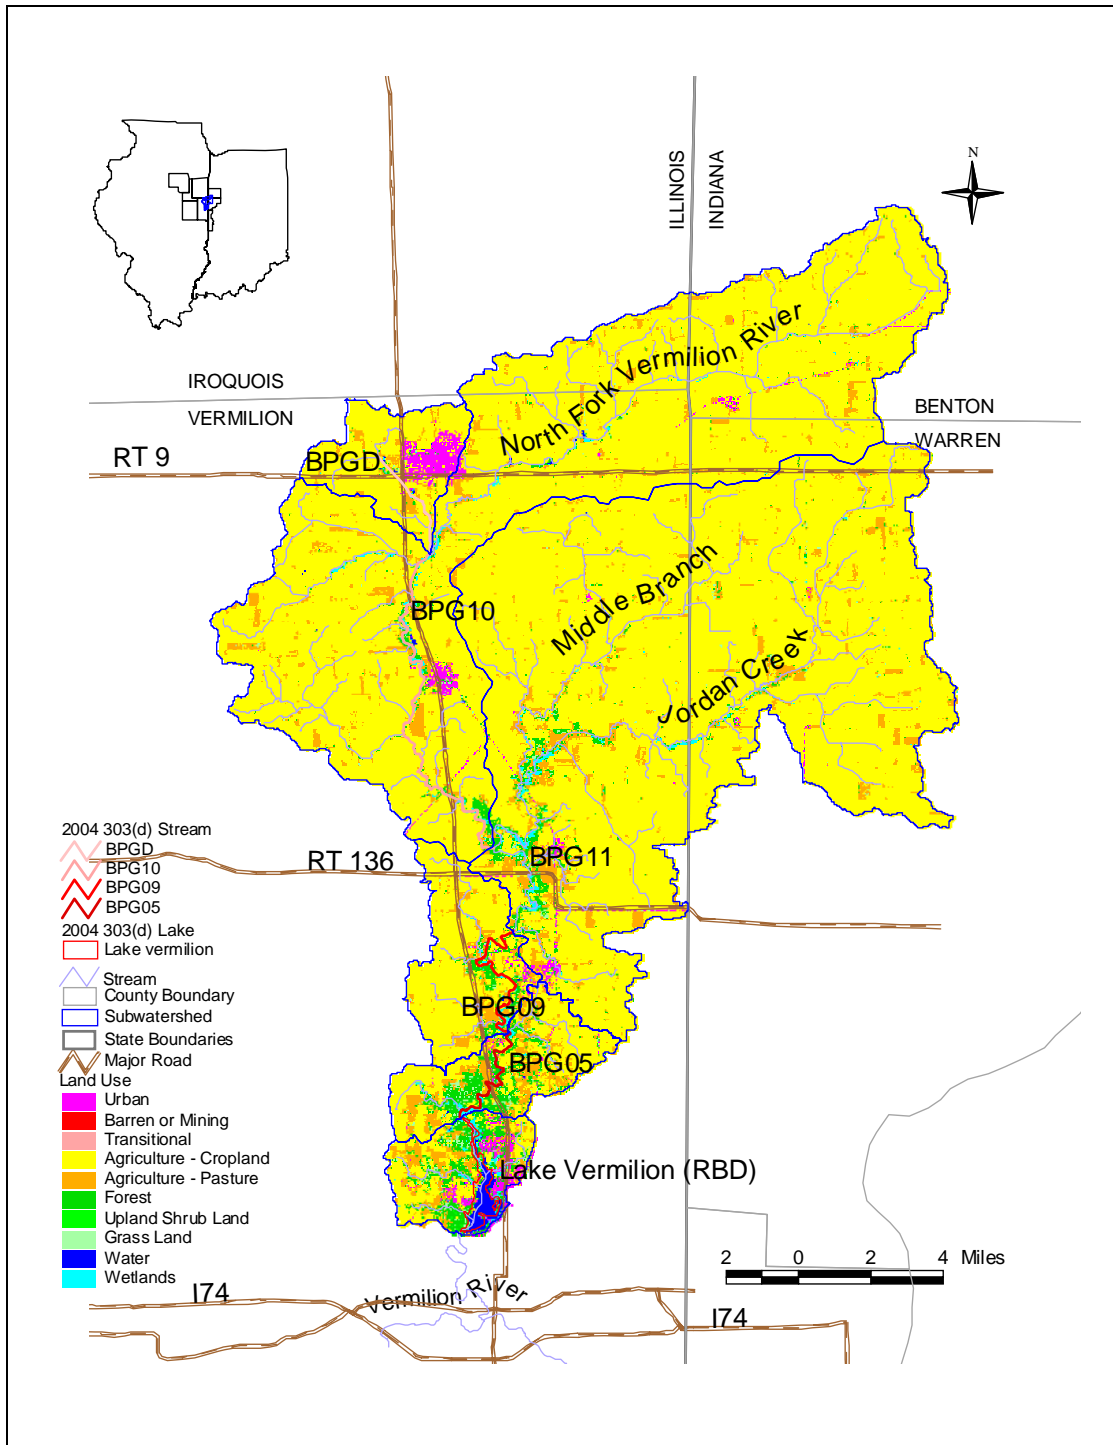 N
ILLINOIS
INDIANA
North Fork Vermilion River
IROQUOIS
VERMILION
BENTON
WARREN
RT 9
BPGD
BPG10
Middle Branch
Jordan Creek
RT 136
BPG11
BPG09
BPG05
Lake Vermilion (RBD)
2004 303(d) Stream
BPGD
BPG10
BPG09
BPG05
2004 303(d) Lake
Lake vermilion
Stream
County Boundary
Subwatershed
State Boundaries
Major Road
Land Use
Urban
Barren or Mining
Transitional
Agriculture - Cropland
Agriculture - Pasture
Forest
Upland Shrub Land
Grass Land
Water
Wetlands
2 0 2 4 Miles
I74
Vermilion River
I74